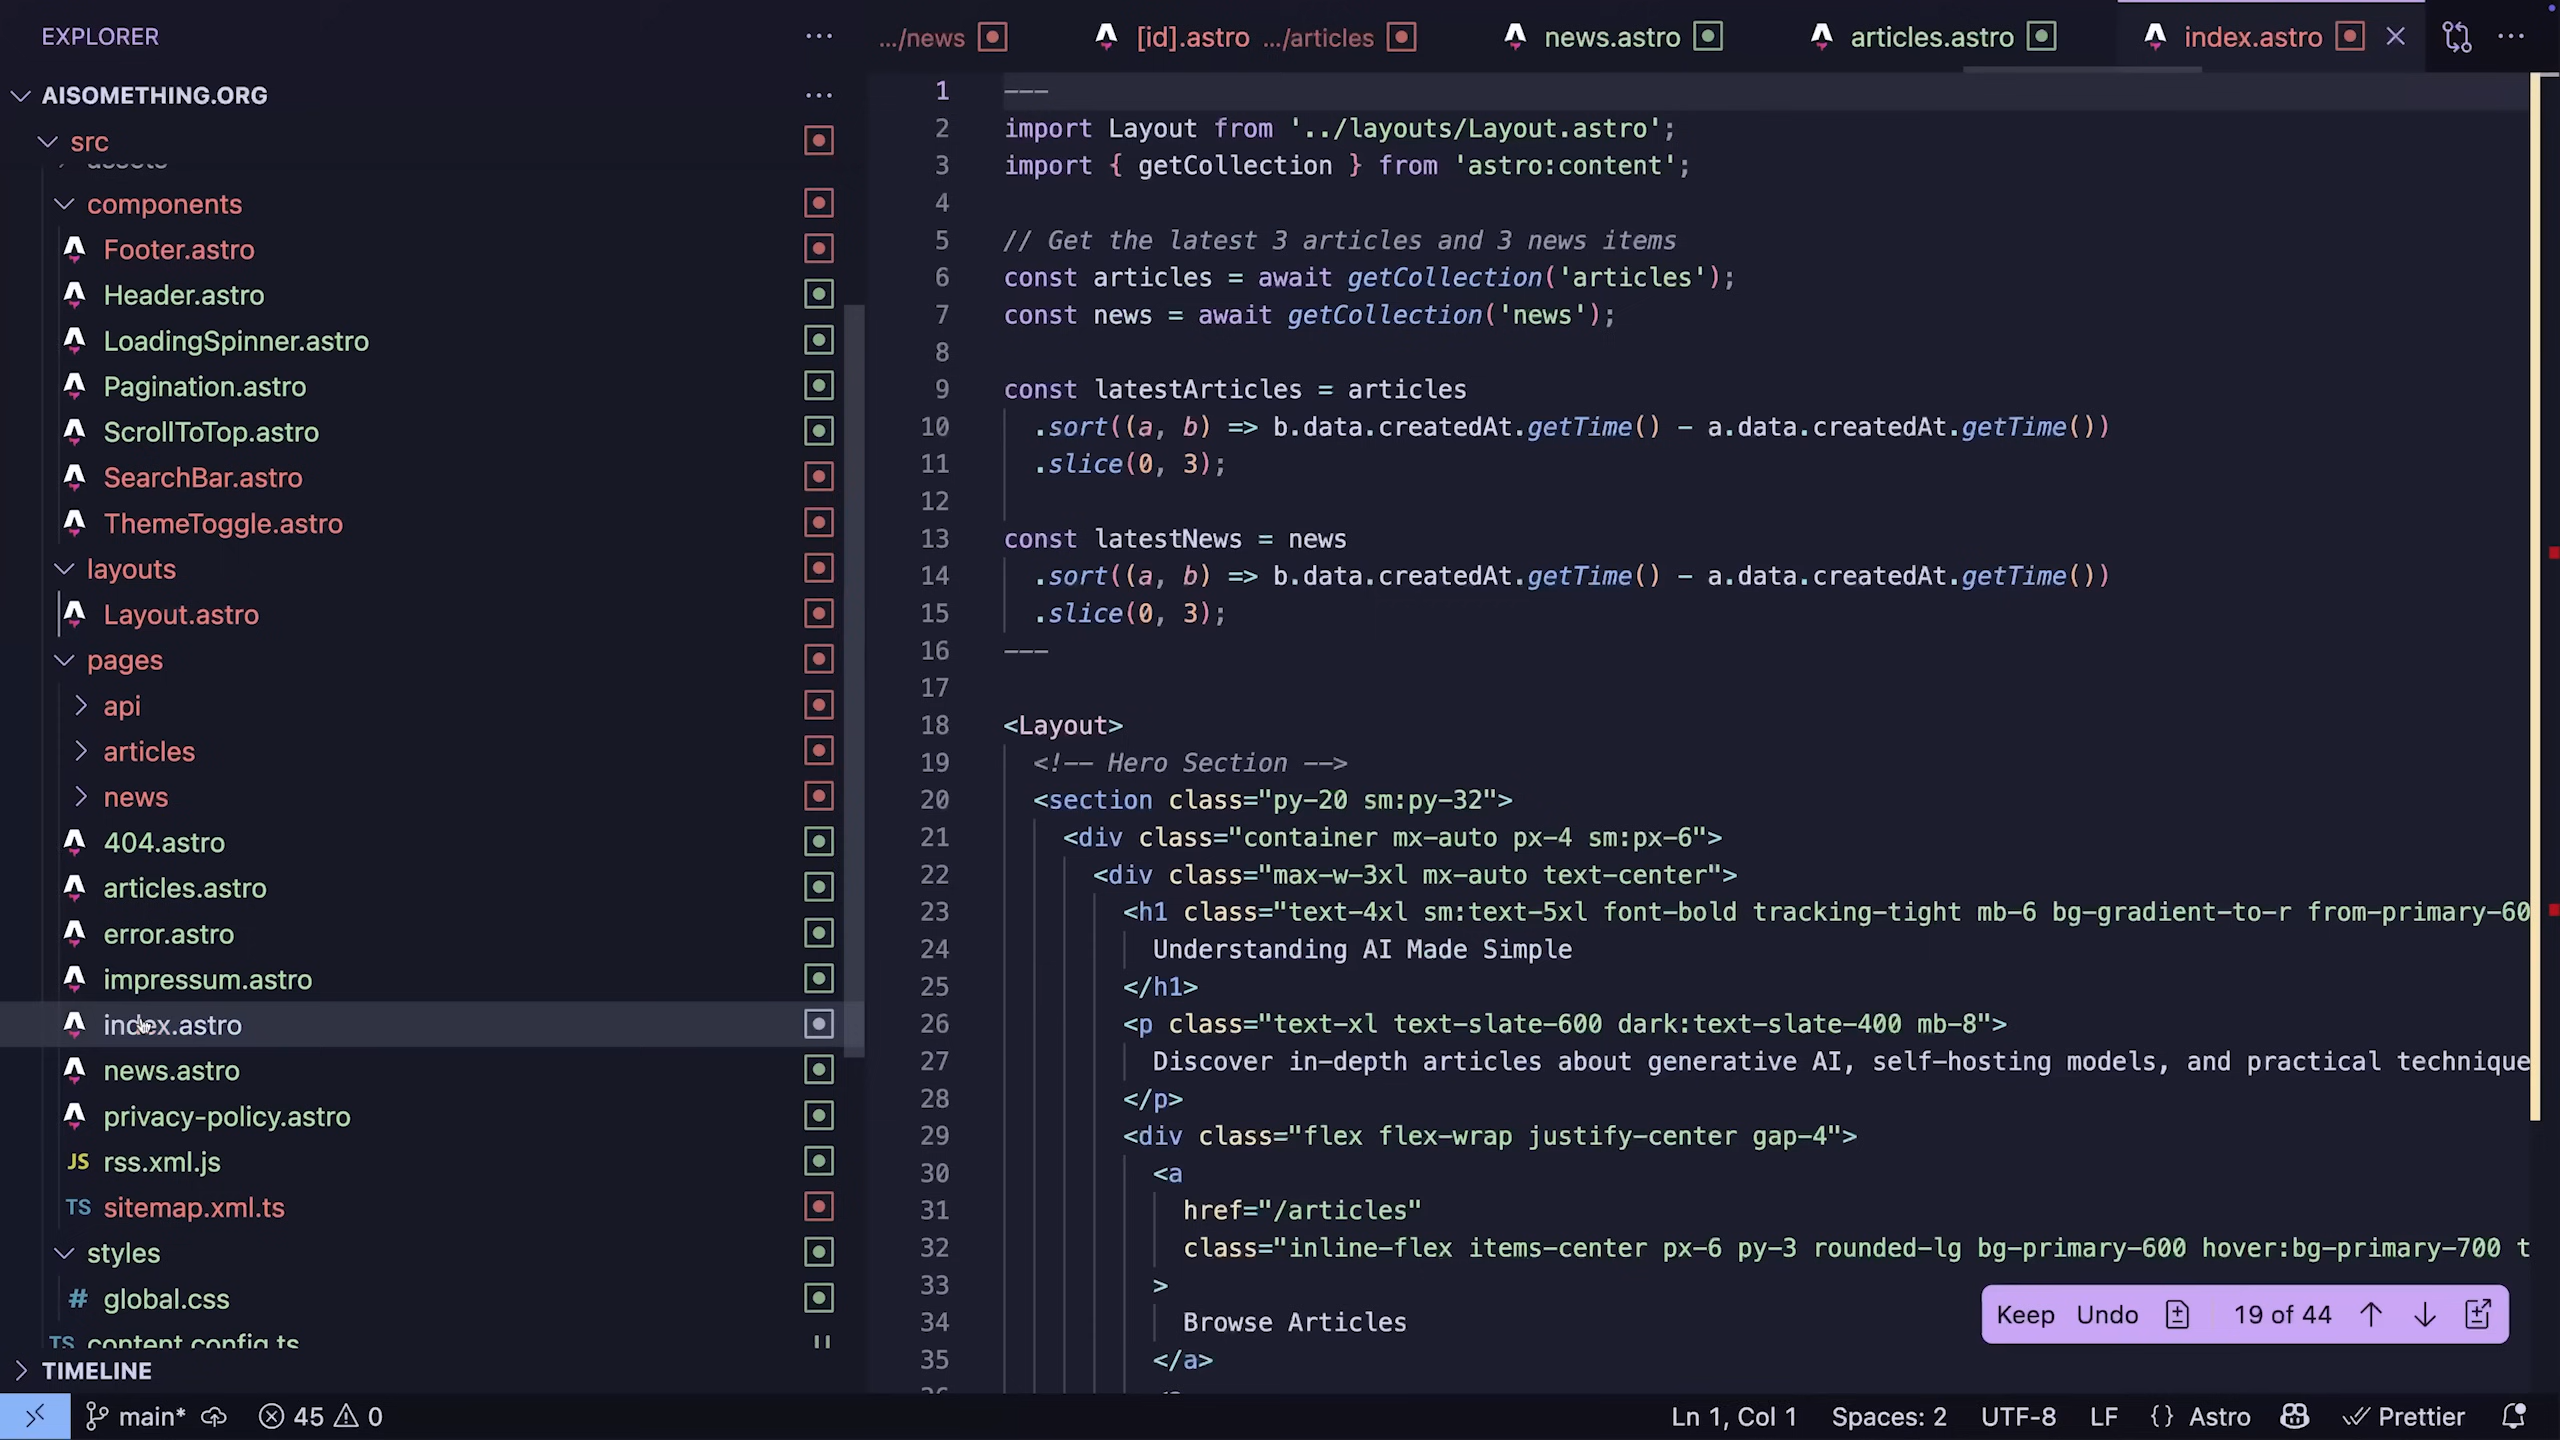 EXPLORER
AISOMETHING.ORG
src
assets
components
Footer.astro
Header.astro
LoadingSpinner.astro
Pagination.astro
ScrollToTop.astro
SearchBar.astro
ThemeToggle.astro
layouts
Layout.astro
pages
api
articles
news
404.astro
articles.astro
error.astro
impressum.astro
index.astro
news.astro
privacy-policy.astro
JS rss.xml.js
TS sitemap.xml.ts
styles
# global.css
TS content.config.ts
TIMELINE
.../news [id].astro .../articles news.astro articles.astro index.astro
1 ---
2 import Layout from '../layouts/Layout.astro';
3 import { getCollection } from 'astro:content';
4
5 // Get the latest 3 articles and 3 news items
6 const articles = await getCollection('articles');
7 const news = await getCollection('news');
8
9 const latestArticles = articles
10 .sort((a, b) => b.data.createdAt.getTime() - a.data.createdAt.getTime())
11 .slice(0, 3);
12
13 const latestNews = news
14 .sort((a, b) => b.data.createdAt.getTime() - a.data.createdAt.getTime())
15 .slice(0, 3);
16 ---
17
18 <Layout>
19 <!-- Hero Section -->
20 <section class="py-20 sm:py-32">
21 <div class="container mx-auto px-4 sm:px-6">
22 <div class="max-w-3xl mx-auto text-center">
23 <h1 class="text-4xl sm:text-5xl font-bold tracking-tight mb-6 bg-gradient-to-r from-primary-60
24 Understanding AI Made Simple
25 </h1>
26 <p class="text-xl text-slate-600 dark:text-slate-400 mb-8">
27 Discover in-depth articles about generative AI, self-hosting models, and practical technique
28 </p>
29 <div class="flex flex-wrap justify-center gap-4">
30 <a
31 href="/articles"
32 class="inline-flex items-center px-6 py-3 rounded-lg bg-primary-600 hover:bg-primary-700 t
33 >
34 Browse Articles
35 </a>
Keep Undo 19 of 44
main* 45 0
Ln 1, Col 1 Spaces: 2 UTF-8 LF {} Astro Prettier